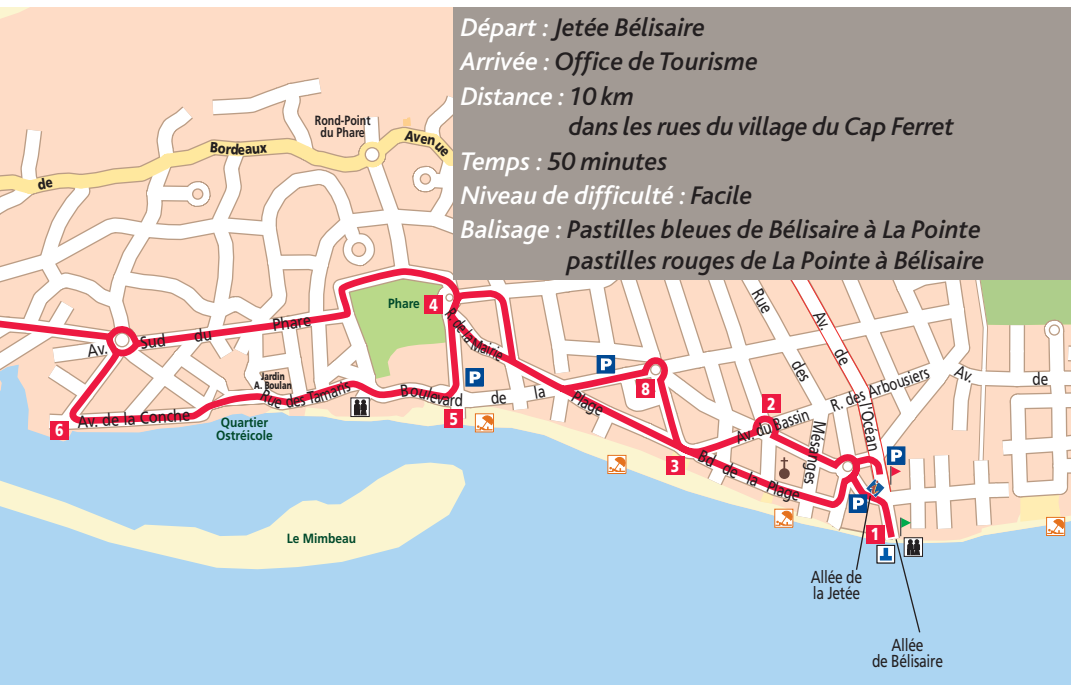 Départ : Jetée Bélisaire
Arrivée : Office de Tourisme
Distance : 10 km
dans les rues du village du Cap Ferret
Temps : 50 minutes
Niveau de difficulté : Facile
Balisage : Pastilles bleues de Bélisaire à La Pointe
pastilles rouges de La Pointe à Bélisaire
Rond-Point
du Phare
Avenue
de
Bordeaux
Phare
4
R. de la Mairie
Av. Sud du Phare
Jardin
A. Boulan
Rue des Tamaris
Boulevard de la Plage
P
P
8
2
Rue des Mésanges
Av. de l'Océan
R. des Arbousiers
Av. de
Av. du Bassin
6
Av. de la Conche
Quartier
Ostréicole
5
3
Bd de la Plage
P
P
1
Le Mimbeau
Allée de
la Jetée
Allée
de Bélisaire